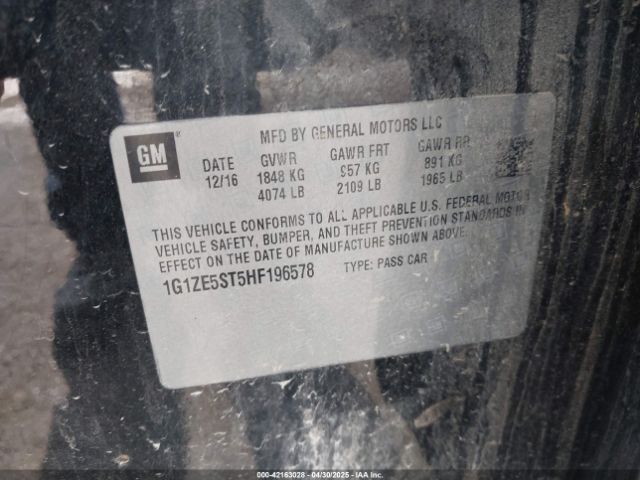 GM
MFD BY GENERAL MOTORS LLC
DATE GVWR GAWR FRT GAWR RR
12/16 1848 KG 957 KG 891 KG
4074 LB 2109 LB 1965 LB
THIS VEHICLE CONFORMS TO ALL APPLICABLE U.S. FEDERAL MOTOR
VEHICLE SAFETY, BUMPER, AND THEFT PREVENTION STANDARDS IN
EFFECT ON THE DATE OF MANUFACTURE SHOWN ABOVE.
1G1ZE5ST5HF196578 TYPE: PASS CAR
000-42163028 - 04/30/2025 - IAAI.COM